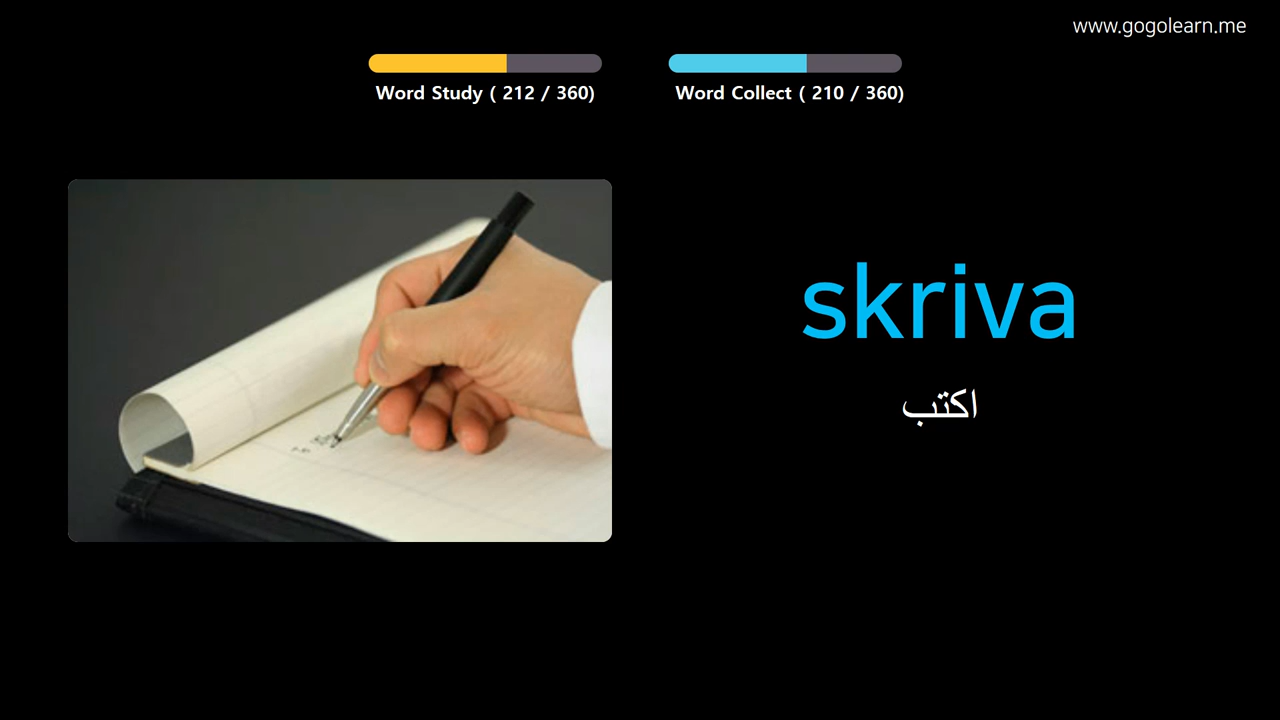 www.gogolearn.me
Word Study ( 212 / 360)
Word Collect ( 210 / 360)
skriva
اكتب